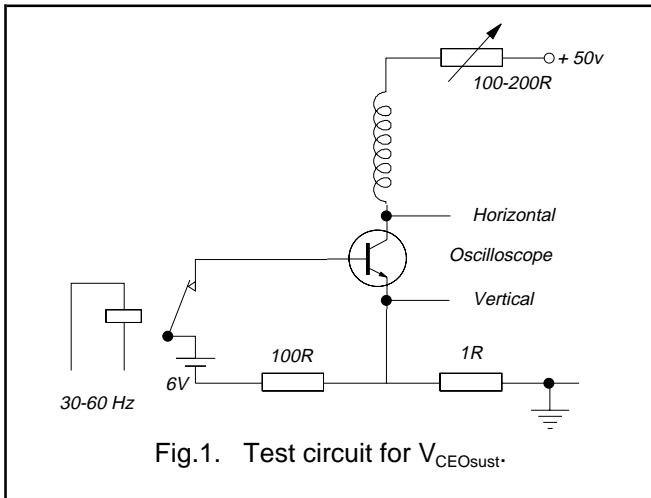 + 50v
100-200R
Horizontal
Oscilloscope
Vertical
100R
1R
6V
30-60 Hz
Fig.1. Test circuit for VCEOsust.